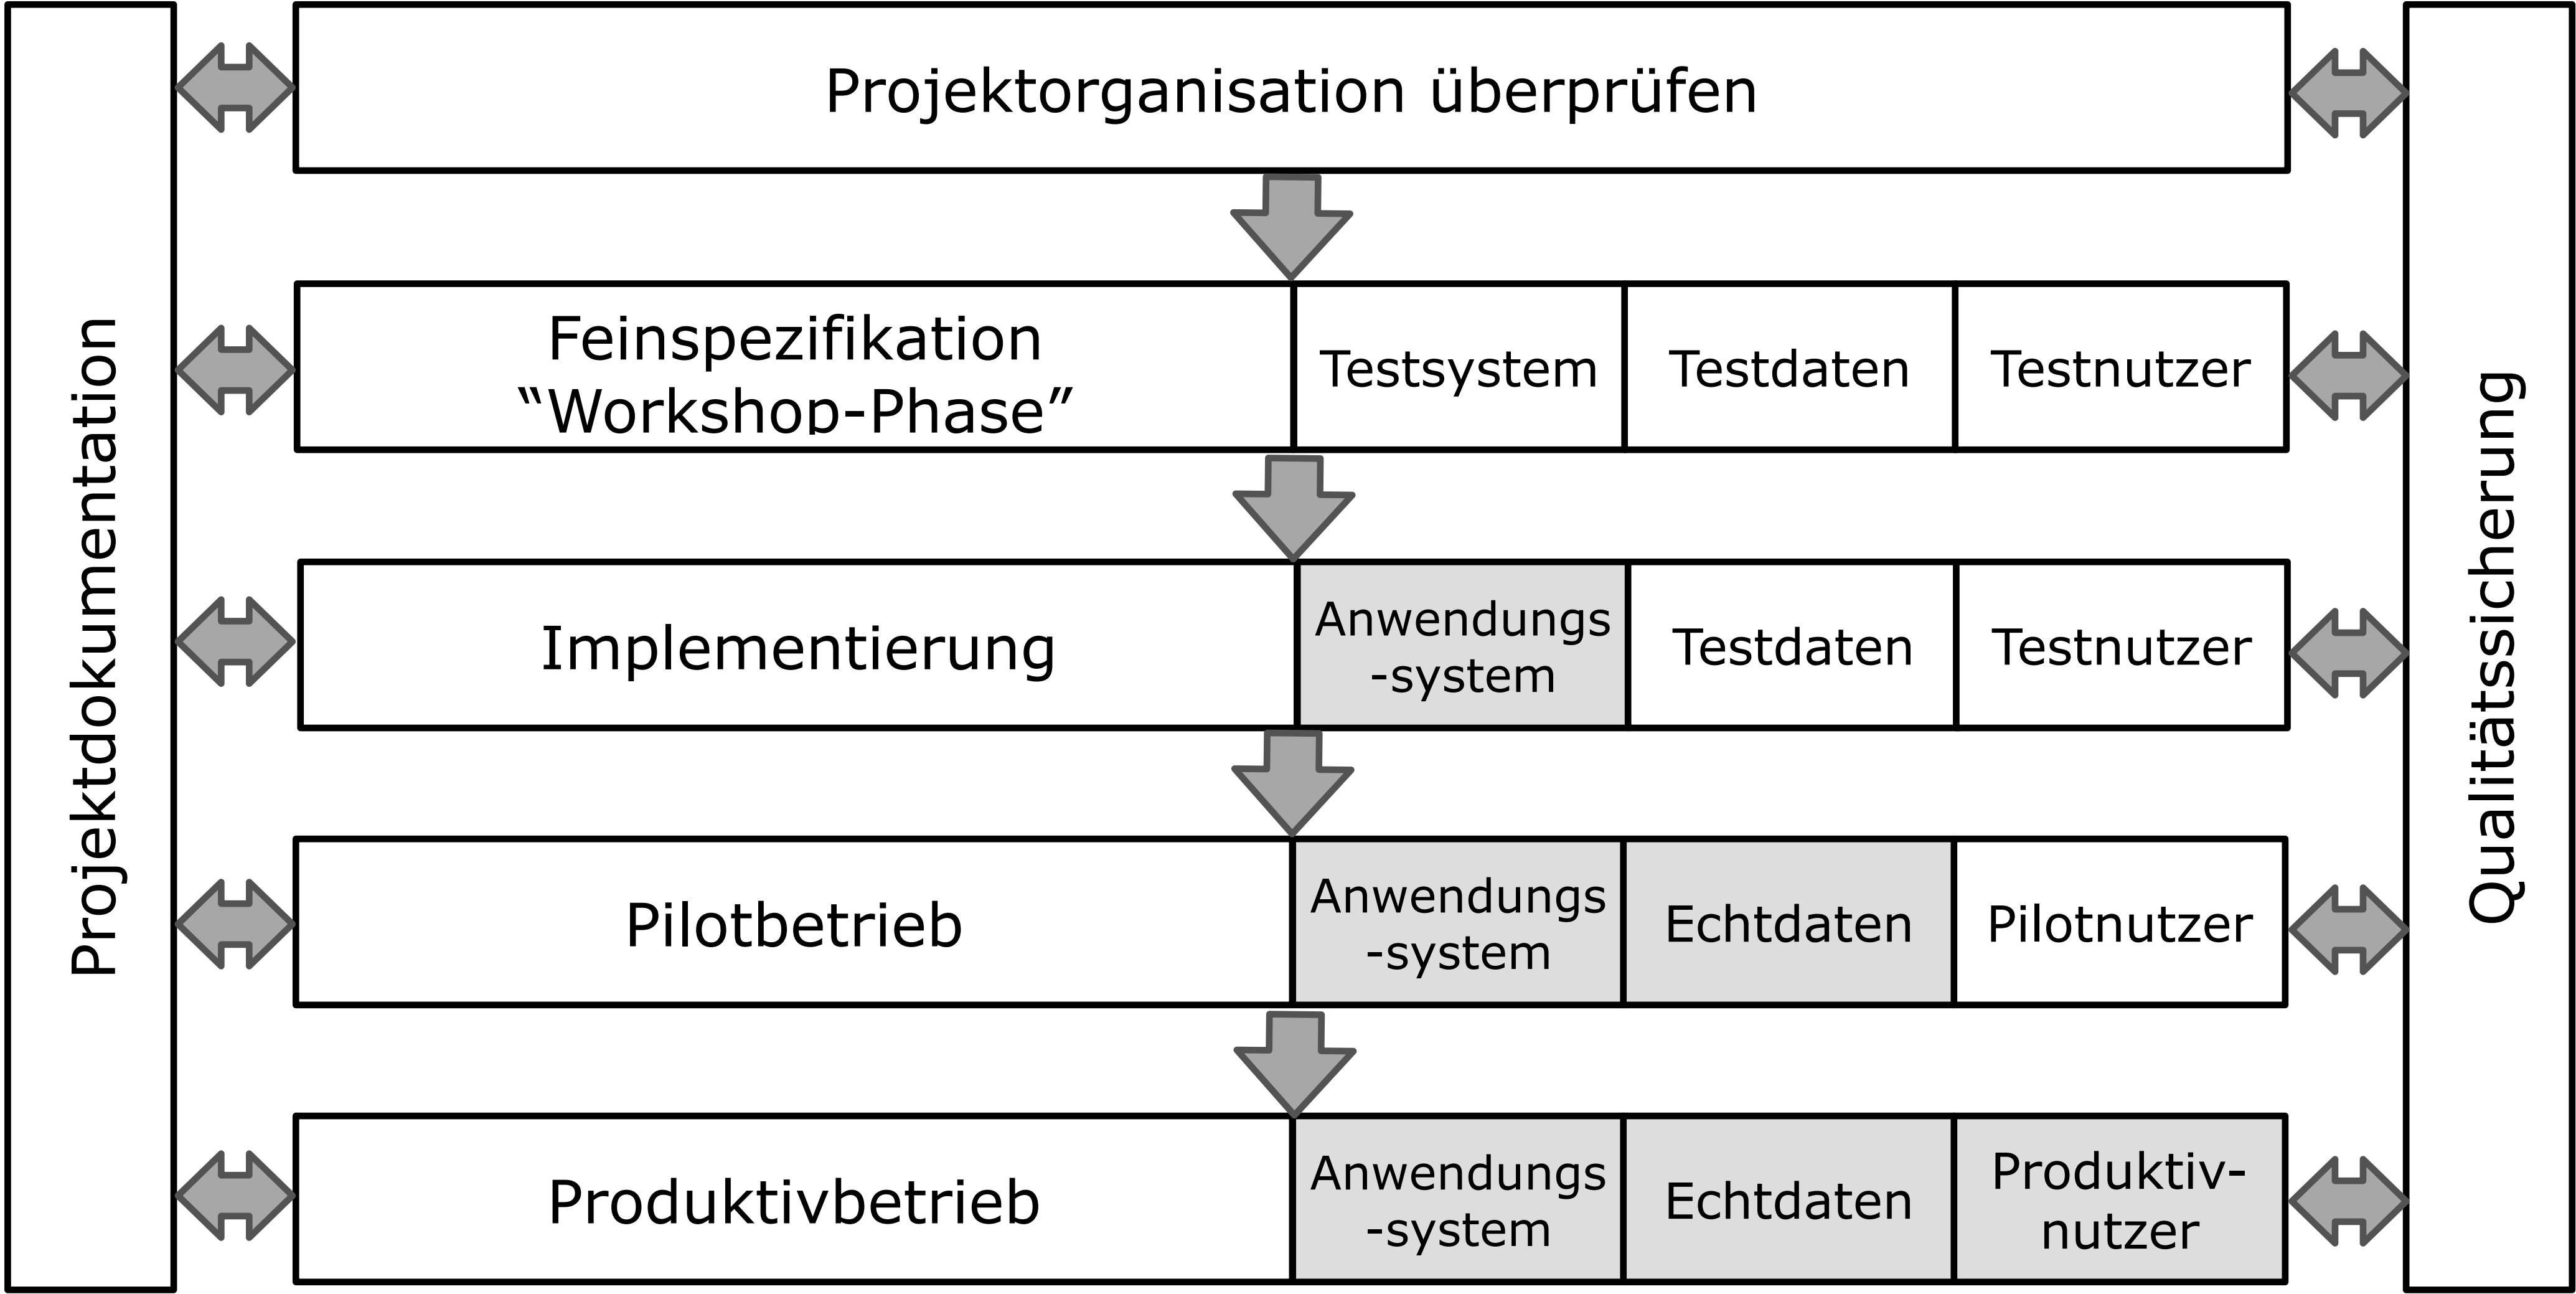 Projektdokumentation
Projektorganisation überprüfen
Feinspezifikation
“Workshop-Phase”
Testsystem
Testdaten
Testnutzer
Implementierung
Anwendungs
-system
Testdaten
Testnutzer
Pilotbetrieb
Anwendungs
-system
Echtdaten
Pilotnutzer
Produktivbetrieb
Anwendungs
-system
Echtdaten
Produktiv-
nutzer
Qualitätssicherung